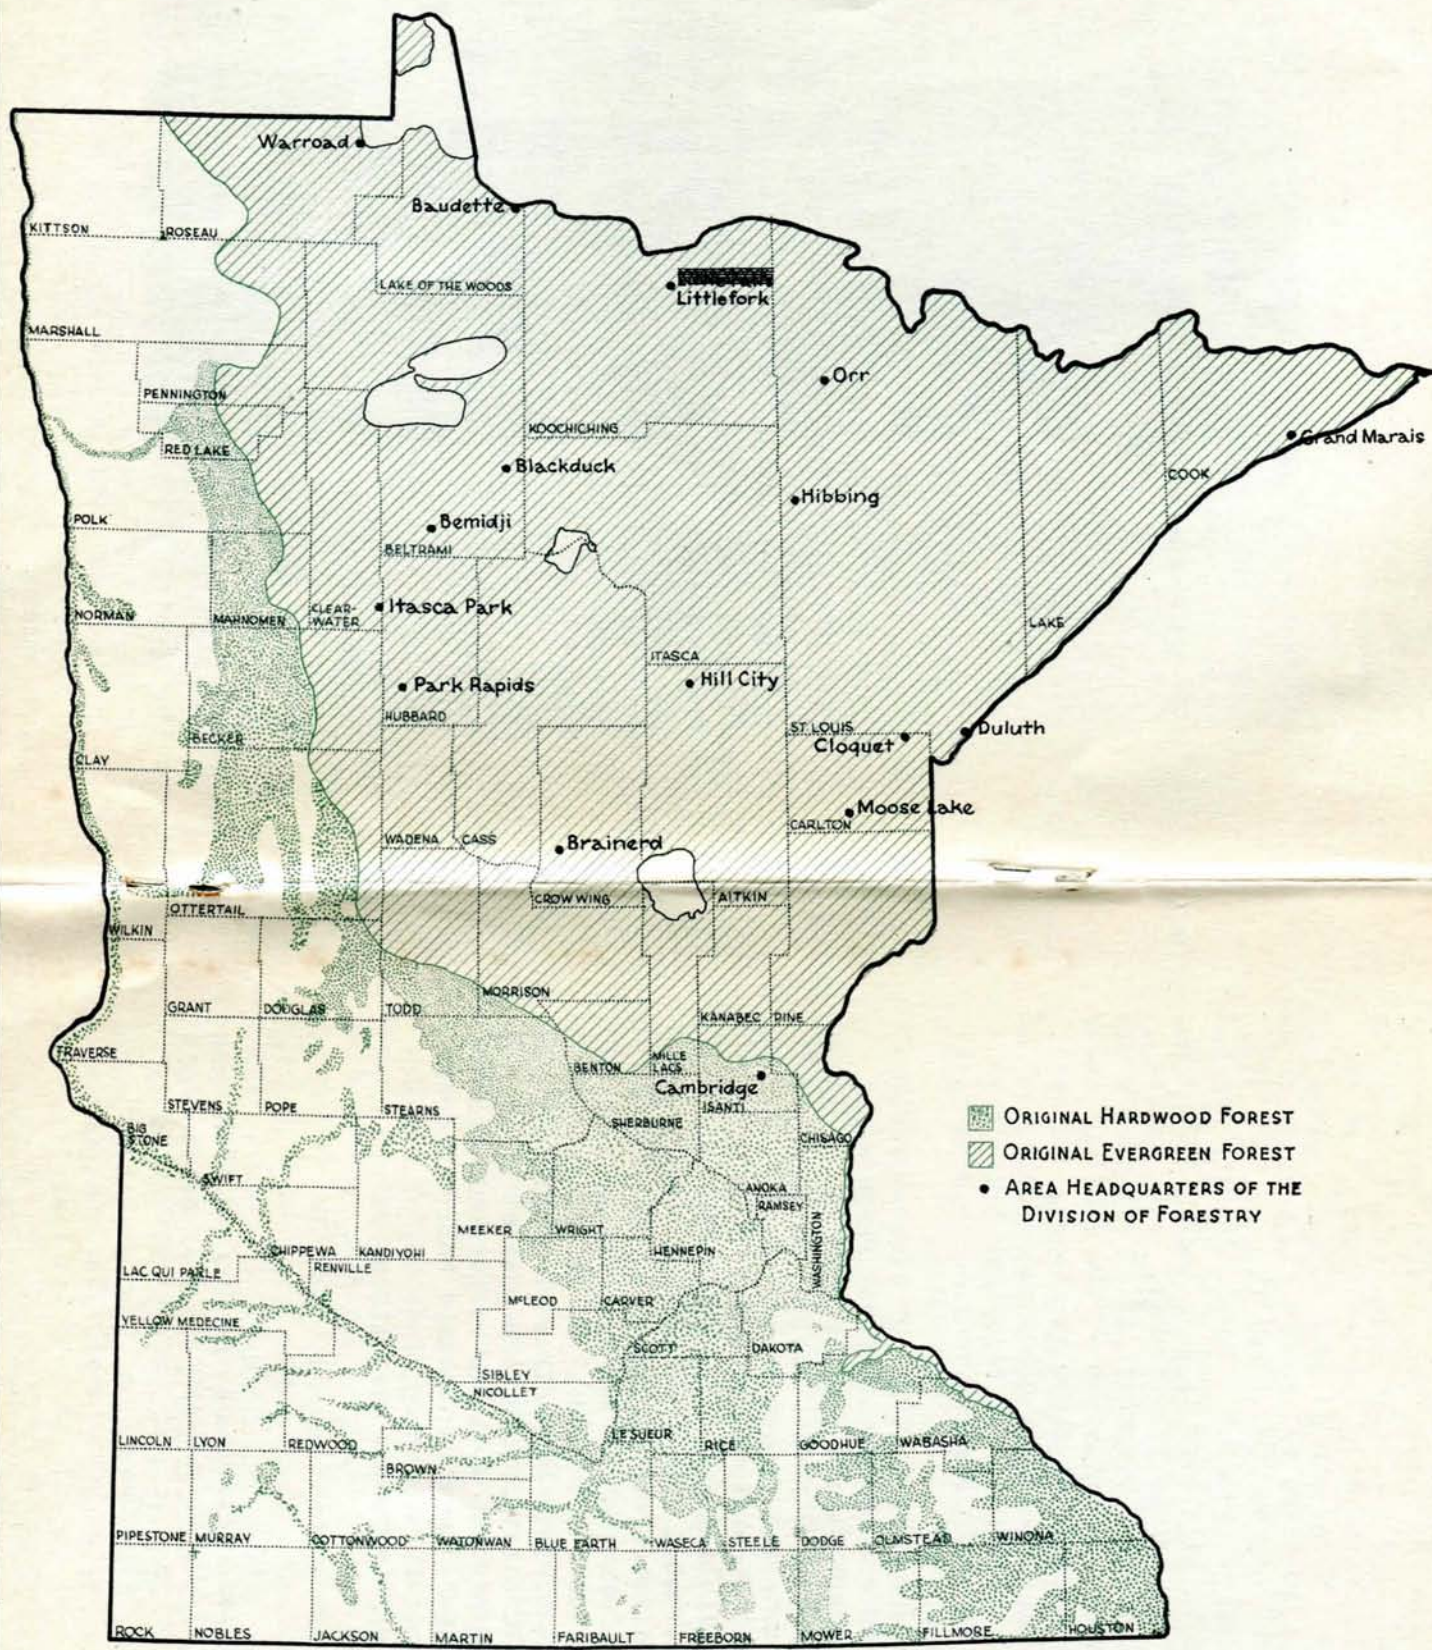 Warroad
Baudette
KITTSON
ROSEAU
LAKE OF THE WOODS
Littlefork
MARSHALL
Orr
PENNINGTON
KOOCHICHING
Grand Marais
RED LAKE
Blackduck
COOK
Hibbing
POLK
Bemidji
BELTRAMI
NORMAN
MAHNOMEN
CLEAR-
WATER
Itasca Park
LAKE
ITASCA
Park Rapids
Hill City
HUBBARD
BECKER
ST. LOUIS
Duluth
Cloquet
CLAY
Moose Lake
CARLTON
WADENA
CASS
Brainerd
CROW WING
AITKIN
OTTERTAIL
WILKIN
MORRISON
GRANT
DOUGLAS
TODD
KANABEC
PINE
TRAVERSE
BENTON
MILLE
LACS
Cambridge
STEVENS
POPE
STEARNS
ISANTI
SHERBURNE
BIG
STONE
CHISAGO
ORIGINAL HARDWOOD FOREST
ORIGINAL EVERGREEN FOREST
AREA HEADQUARTERS OF THE
DIVISION OF FORESTRY
SWIFT
ANOKA
RAMSEY
MEEKER
WRIGHT
WASHINGTON
CHIPPEWA
KANDIYOHI
HENNEPIN
LAC QUI PARLE
RENVILLE
McLEOD
CARVER
YELLOW MEDECINE
SCOTT
DAKOTA
SIBLEY
NICOLLET
LINCOLN
LYON
REDWOOD
LE SUEUR
RICE
GOODHUE
WABASHA
BROWN
PIPESTONE
MURRAY
COTTONWOOD
WATONWAN
BLUE EARTH
WASECA
STEELE
DODGE
OLMSTEAD
WINONA
ROCK
NOBLES
JACKSON
MARTIN
FARIBAULT
FREEBORN
MOWER
FILLMORE
HOUSTON